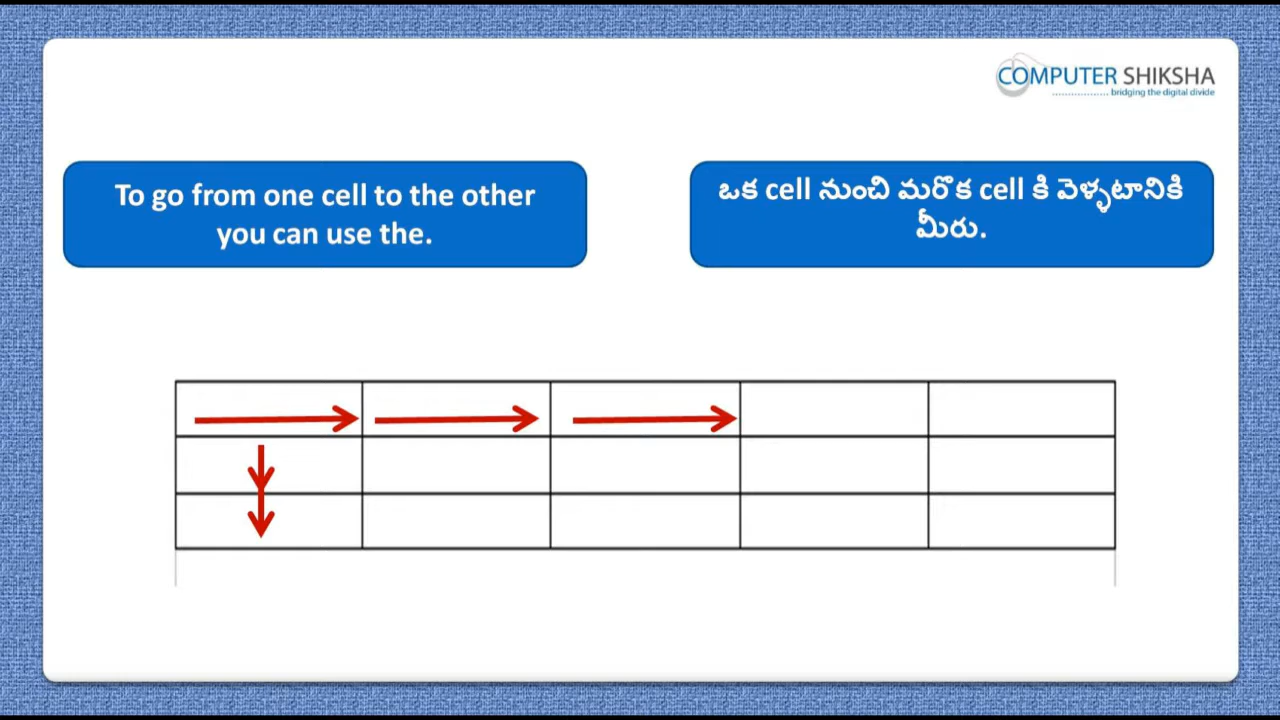 COMPUTER SHIKSHA
bridging the digital divide
To go from one cell to the other
you can use the.
ఒక cell నుంచి మరొక cell కి వెళ్ళటానికి
మీరు.